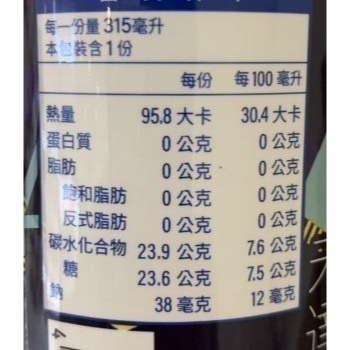 每一份量 315毫升
本包裝含 1 份
每份 每 100 毫升
熱量 95.8 大卡 30.4 大卡
蛋白質 0 公克 0 公克
脂肪 0 公克 0 公克
飽和脂肪 0 公克 0 公克
反式脂肪 0 公克 0 公克
碳水化合物 23.9 公克 7.6 公克
糖 23.6 公克 7.5 公克
鈉 38 毫克 12 毫克